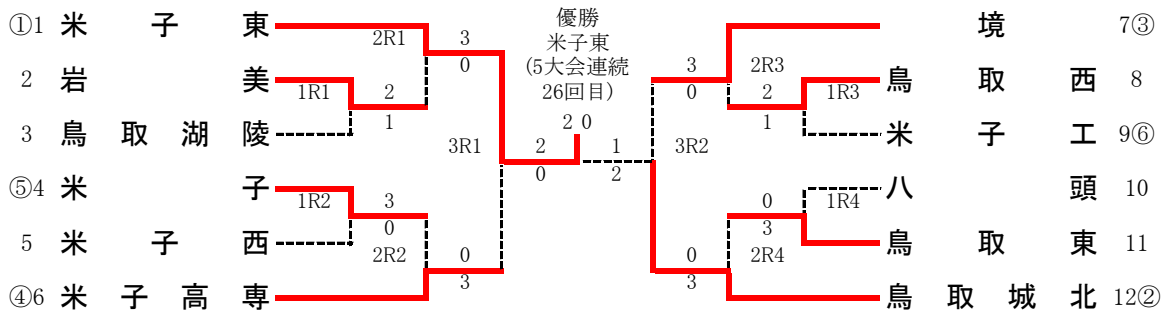 優勝
米子東
(5大会連続
26回目)
2 0
①1 米子東
2 岩美
3 鳥取湖陵
⑤4 米子
5 米子西
④6 米子高専
2R1
3
0
1R1
2
1
3R1
2
0
1R2
3
0
2R2
0
3
境 7③
鳥取西 8
米子工 9⑥
八頭 10
鳥取東 11
鳥取城北 12②
3
0
2R3
2
1
1R3
1
2
3R2
0
3
1R4
2R4
0
3